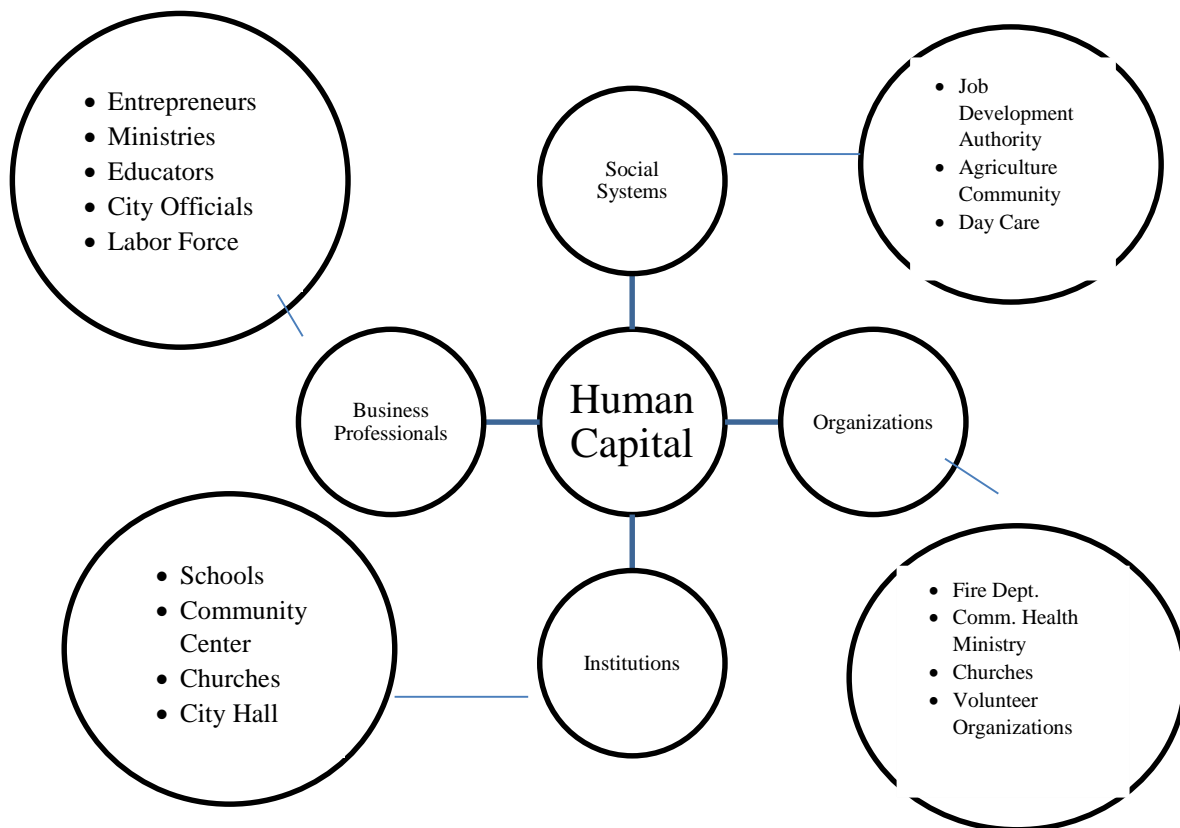 • Entrepreneurs
• Ministries
• Educators
• City Officials
• Labor Force
Social
Systems
• Job
Development
Authority
• Agriculture
Community
• Day Care
Business
Professionals
Human
Capital
Organizations
• Schools
• Community
Center
• Churches
• City Hall
Institutions
• Fire Dept.
• Comm. Health
Ministry
• Churches
• Volunteer
Organizations